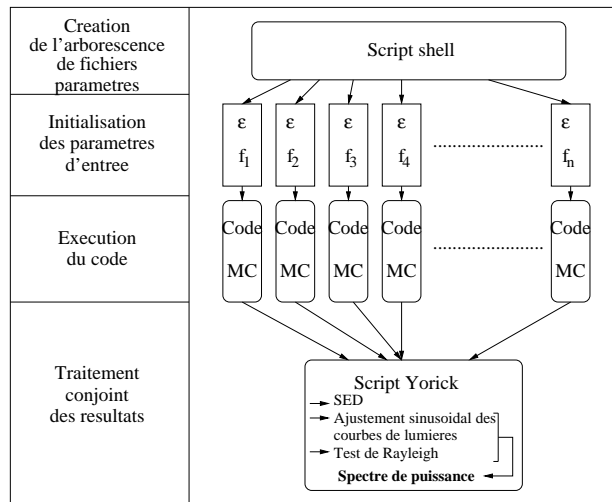 Creation
de l'arborescence
de fichiers
parametres
Script shell
Initialisation
des parametres
d'entree
ε ε ε ε ε
f1 f2 f3 f4 fn
Execution
du code
Code Code Code Code Code
MC MC MC MC MC
Traitement
conjoint
des resultats
Script Yorick
SED
Ajustement sinusoidal des
courbes de lumieres
Test de Rayleigh
Spectre de puissance